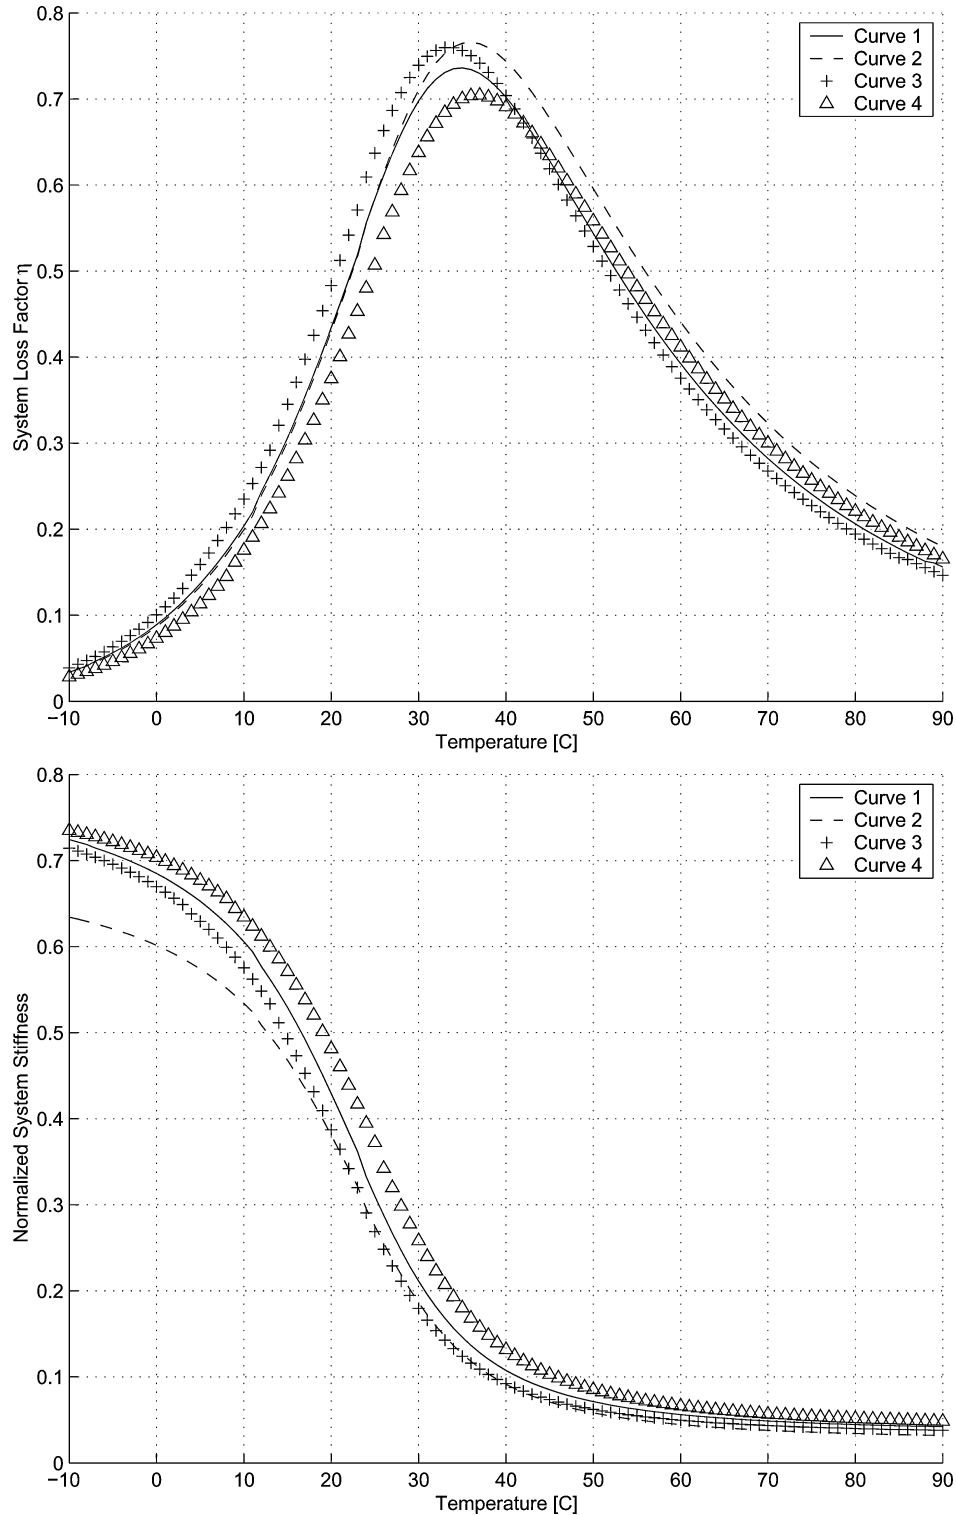 0.8
0.7
0.6
0.5
0.4
0.3
0.2
0.1
0
System Loss Factor η
Curve 1
Curve 2
Curve 3
Curve 4
−10 0 10 20 30 40 50 60 70 80 90
Temperature [C]
0.8
0.7
0.6
0.5
0.4
0.3
0.2
0.1
0
Normalized System Stiffness
Curve 1
Curve 2
Curve 3
Curve 4
−10 0 10 20 30 40 50 60 70 80 90
Temperature [C]